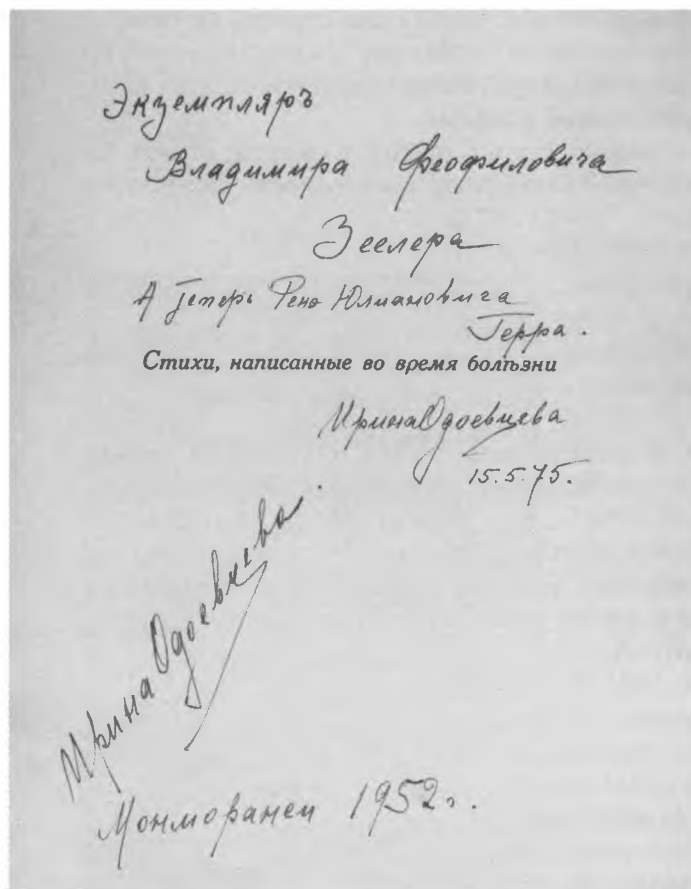 Экземпляръ
Владимира Феофиловича
Зеелера
А Теперь Ренэ Юлиановича
Герра.
Стихи, написанные во время болѣзни
Ирина Одоевцева
15.5.75.
Ирина Одоевцева.
Монморанси 1952г.